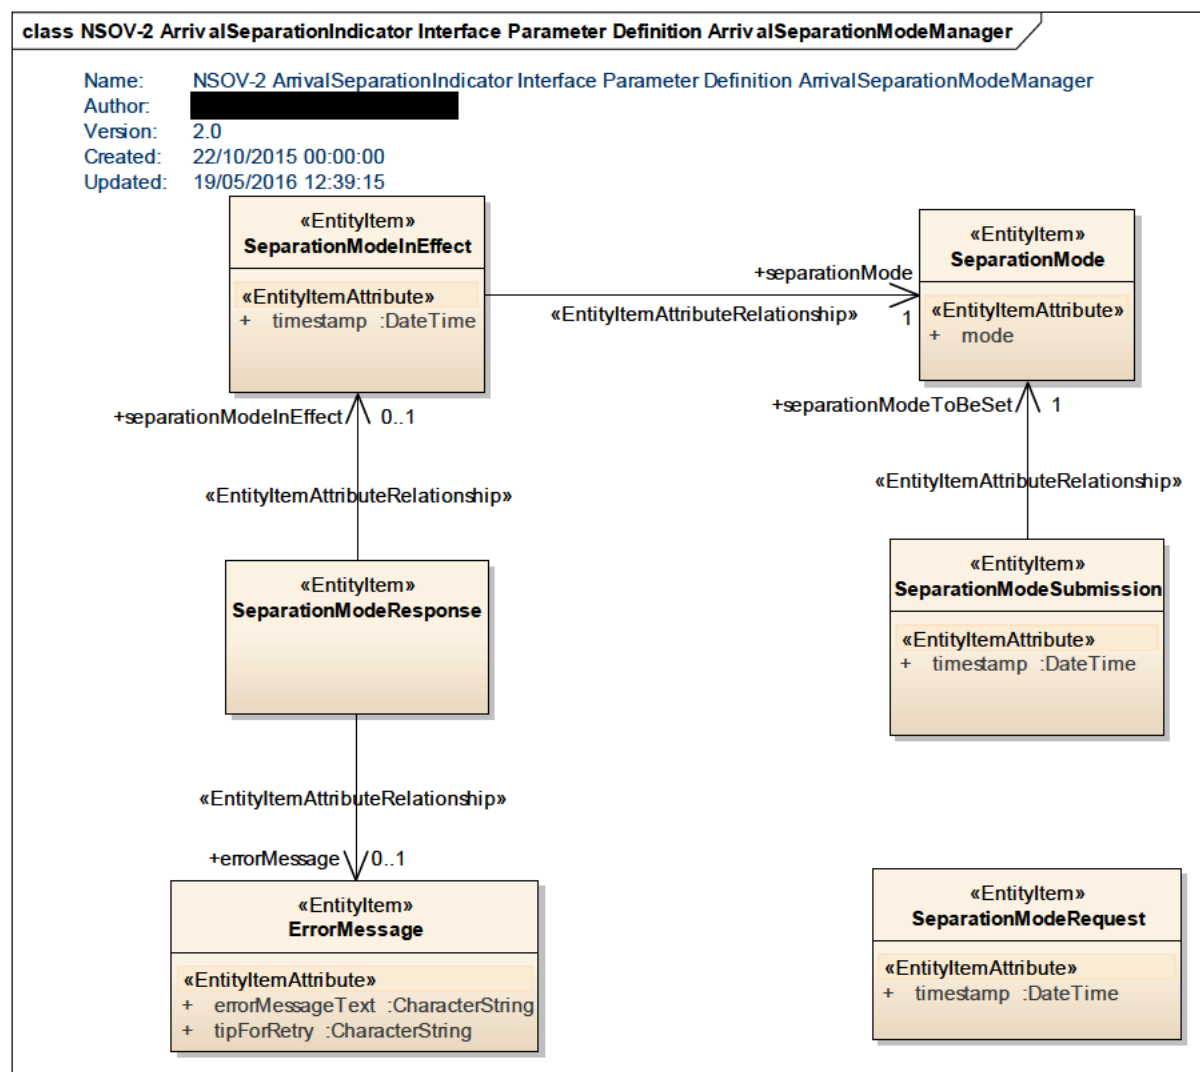 class NSOV-2 ArrivalSeparationIndicator Interface Parameter Definition ArrivalSeparationModeManager
Name: NSOV-2 ArrivalSeparationIndicator Interface Parameter Definition ArrivalSeparationModeManager
Author:
Version: 2.0
Created: 22/10/2015 00:00:00
Updated: 19/05/2016 12:39:15
«EntityItem»
SeparationModeInEffect
«EntityItemAttribute»
+ timestamp :DateTime
+separationMode
«EntityItemAttributeRelationship»
1
«EntityItem»
SeparationMode
«EntityItemAttribute»
+ mode
+separationModeInEffect
0..1
+separationModeToBeSet
1
«EntityItemAttributeRelationship»
«EntityItemAttributeRelationship»
«EntityItem»
SeparationModeResponse
«EntityItem»
SeparationModeSubmission
«EntityItemAttribute»
+ timestamp :DateTime
«EntityItemAttributeRelationship»
+errorMessage
0..1
«EntityItem»
ErrorMessage
«EntityItemAttribute»
+ errorMessageText :CharacterString
+ tipForRetry :CharacterString
«EntityItem»
SeparationModeRequest
«EntityItemAttribute»
+ timestamp :DateTime